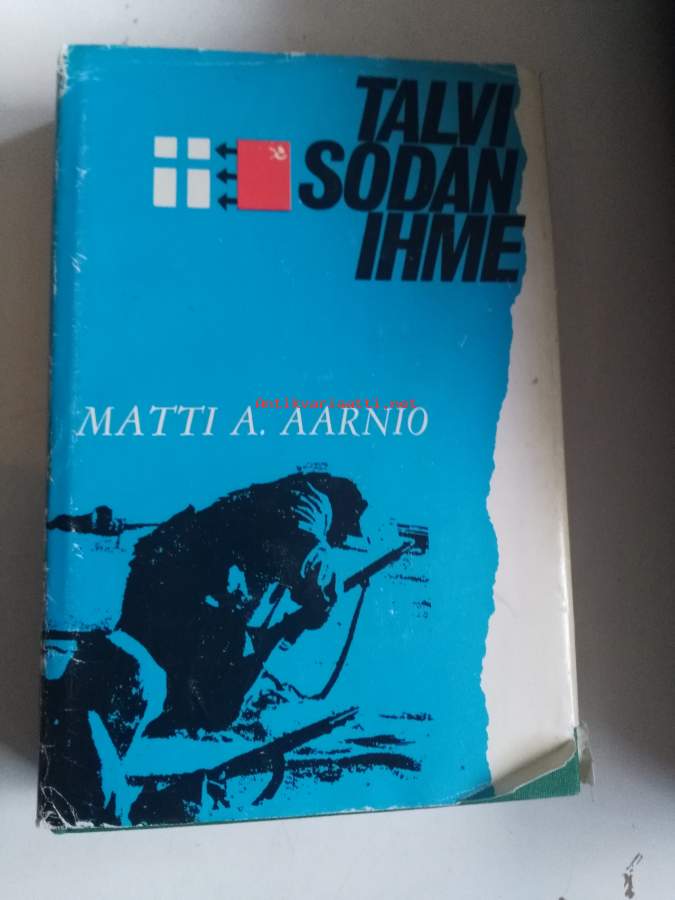 TALVI
SODAN
IHME
antikvariaatti.net
MATTI A. AARNIO